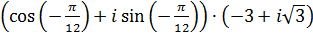 (cos(−π/12) + i sin(−π/12)) · (−3 + i√3)